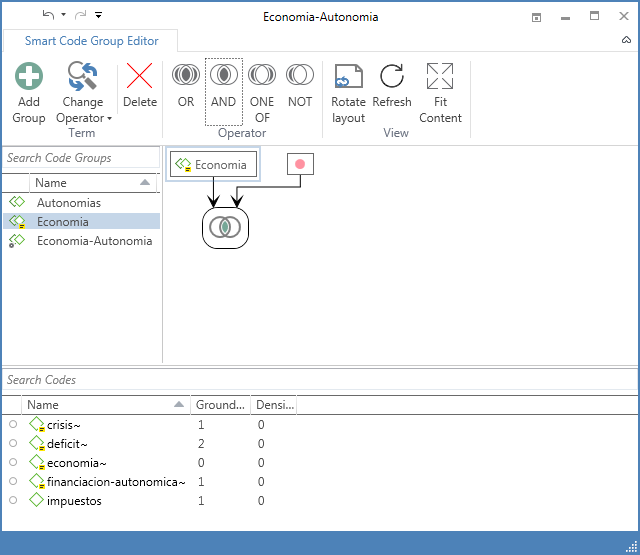 Economia-Autonomia
Smart Code Group Editor
Add Group
Change Operator
Delete
OR
AND
ONE OF
NOT
Rotate layout
Refresh
Fit Content
Term
Operator
View
Search Code Groups
Name
Autonomias
Economia
Economia-Autonomia
Economia
Search Codes
Name Ground... Densi...
crisis~ 1 0
deficit~ 2 0
economia~ 0 0
financiacion-autonomica~ 1 0
impuestos 1 0